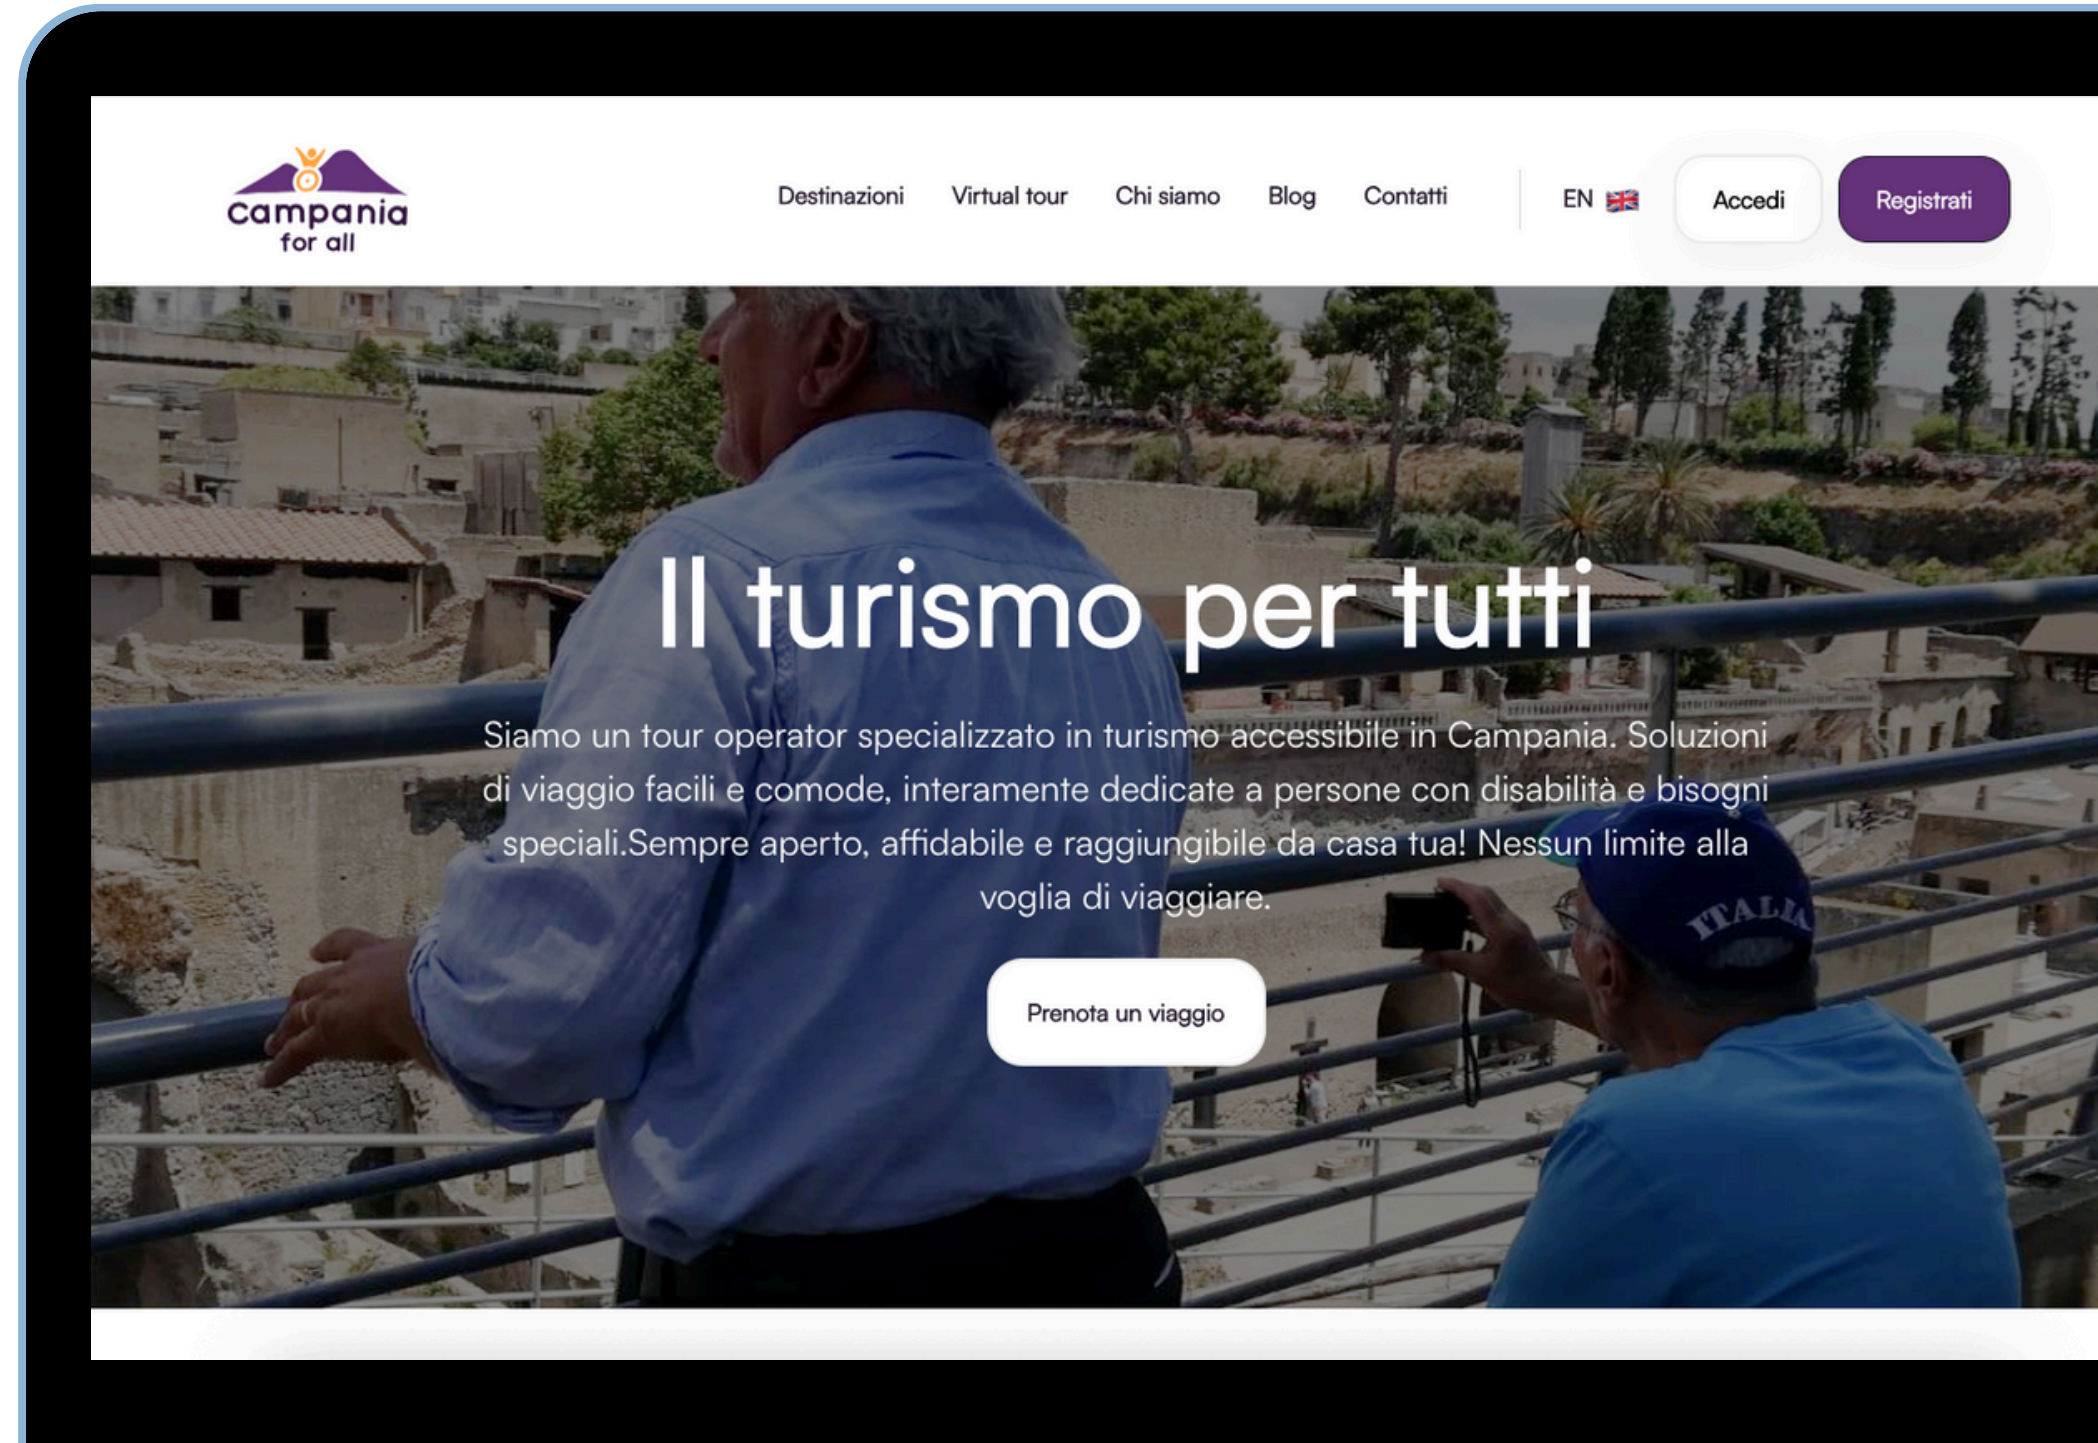 campania
for all
Destinazioni
Virtual tour
Chi siamo
Blog
Contatti
EN
Accedi
Registrati
Il turismo per tutti
Siamo un tour operator specializzato in turismo accessibile in Campania. Soluzioni
di viaggio facili e comode, interamente dedicate a persone con disabilità e bisogni
speciali.Sempre aperto, affidabile e raggiungibile da casa tua! Nessun limite alla
voglia di viaggiare.
Prenota un viaggio
ITALIA